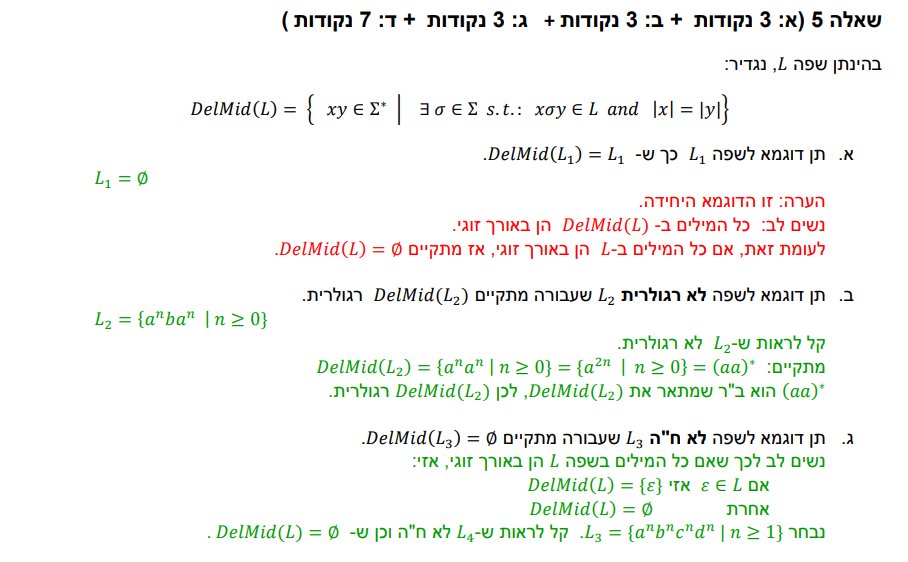 שאלה 5 (א: 3 נקודות + ב: 3 נקודות + ג: 3 נקודות + ד: 7 נקודות )
בהינתן שפה L, נגדיר:
DelMid(L) = { xy ∈ Σ* | ∃ σ ∈ Σ s.t.: xσy ∈ L and |x| = |y|}
א. תן דוגמא לשפה L₁ כך ש- DelMid(L₁) = L₁.
L₁ = ∅
הערה: זו הדוגמא היחידה.
נשים לב: כל המילים ב- DelMid(L) הן באורך זוגי.
לעומת זאת, אם כל המילים ב-L הן באורך זוגי, אז מתקיים DelMid(L) = ∅.
ב. תן דוגמא לשפה לא רגולרית L₂ שעבורה מתקיים DelMid(L₂) רגולרית.
L₂ = {aⁿbaⁿ | n ≥ 0}
קל לראות ש-L₂ לא רגולרית.
מתקיים: DelMid(L₂) = {aⁿaⁿ | n ≥ 0} = {a²ⁿ | n ≥ 0} = (aa)*
(aa)* הוא ב"ר שמתאר את DelMid(L₂), לכן DelMid(L₂) רגולרית.
ג. תן דוגמא לשפה לא ח"ה L₃ שעבורה מתקיים DelMid(L₃) = ∅.
נשים לב לכך שאם כל המילים בשפה L הן באורך זוגי, אזי:
אם ε ∈ L אזי DelMid(L) = {ε}
אחרת DelMid(L) = ∅
נבחר L₃ = {aⁿbⁿcⁿdⁿ | n ≥ 1}. קל לראות ש-L₄ לא ח"ה וכן ש- DelMid(L) = ∅ .